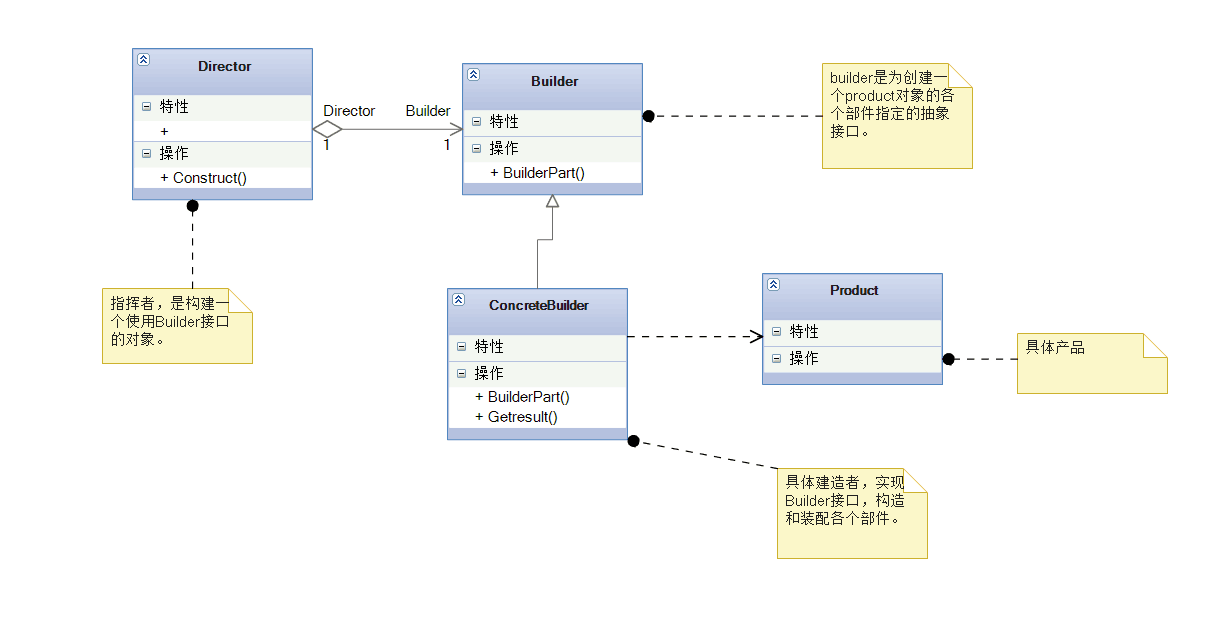 Director
特性
+
操作
+ Construct()
Director
1
Builder
1
Builder
特性
操作
+ BuilderPart()
builder是为创建一
个product对象的各
个部件指定的抽象
接口。
指挥者，是构建一
个使用Builder接口
的对象。
ConcreteBuilder
特性
操作
+ BuilderPart()
+ Getresult()
Product
特性
操作
具体产品
具体建造者，实现
Builder接口，构造
和装配各个部件。